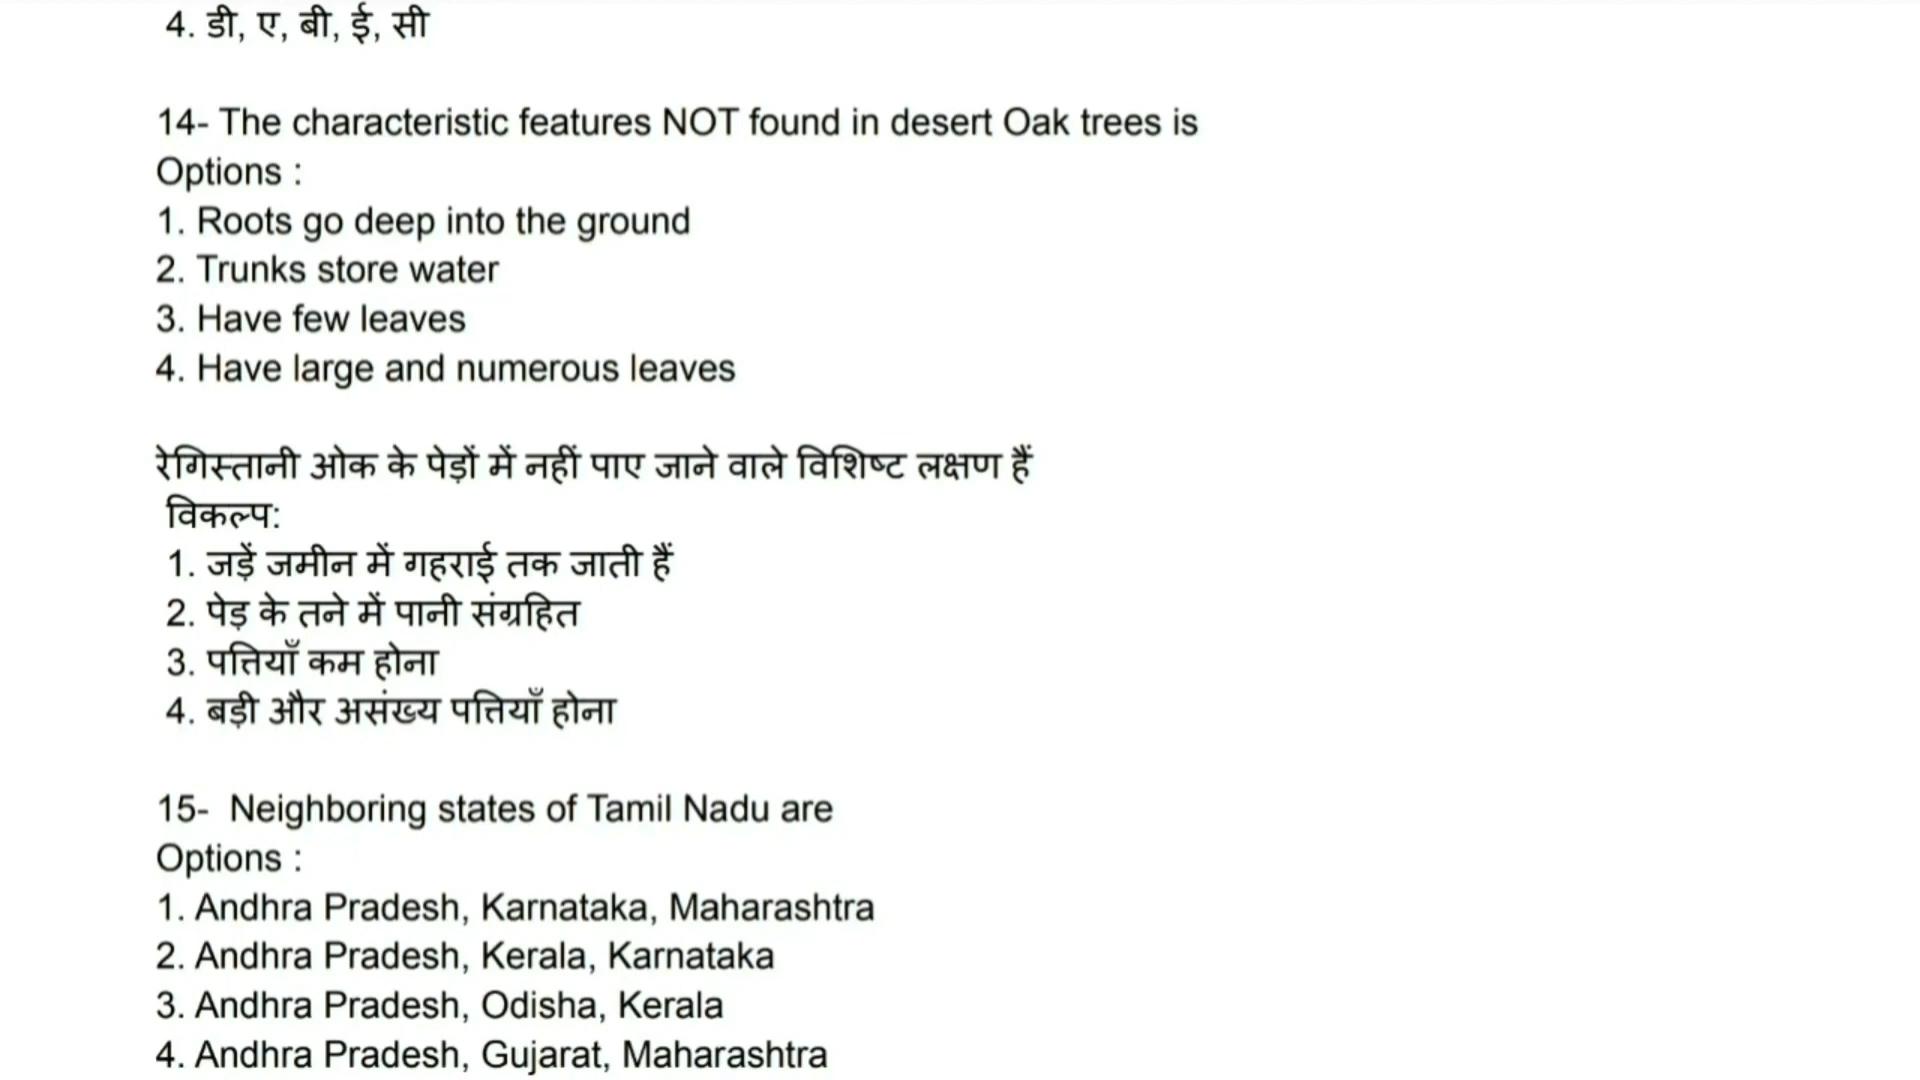 4. डी, ए, बी, ई, सी
14- The characteristic features NOT found in desert Oak trees is
Options :
1. Roots go deep into the ground
2. Trunks store water
3. Have few leaves
4. Have large and numerous leaves
रेगिस्तानी ओक के पेड़ों में नहीं पाए जाने वाले विशिष्ट लक्षण हैं
विकल्प:
1. जड़ें जमीन में गहराई तक जाती हैं
2. पेड़ के तने में पानी संग्रहित
3. पत्तियाँ कम होना
4. बड़ी और असंख्य पत्तियाँ होना
15- Neighboring states of Tamil Nadu are
Options :
1. Andhra Pradesh, Karnataka, Maharashtra
2. Andhra Pradesh, Kerala, Karnataka
3. Andhra Pradesh, Odisha, Kerala
4. Andhra Pradesh, Gujarat, Maharashtra